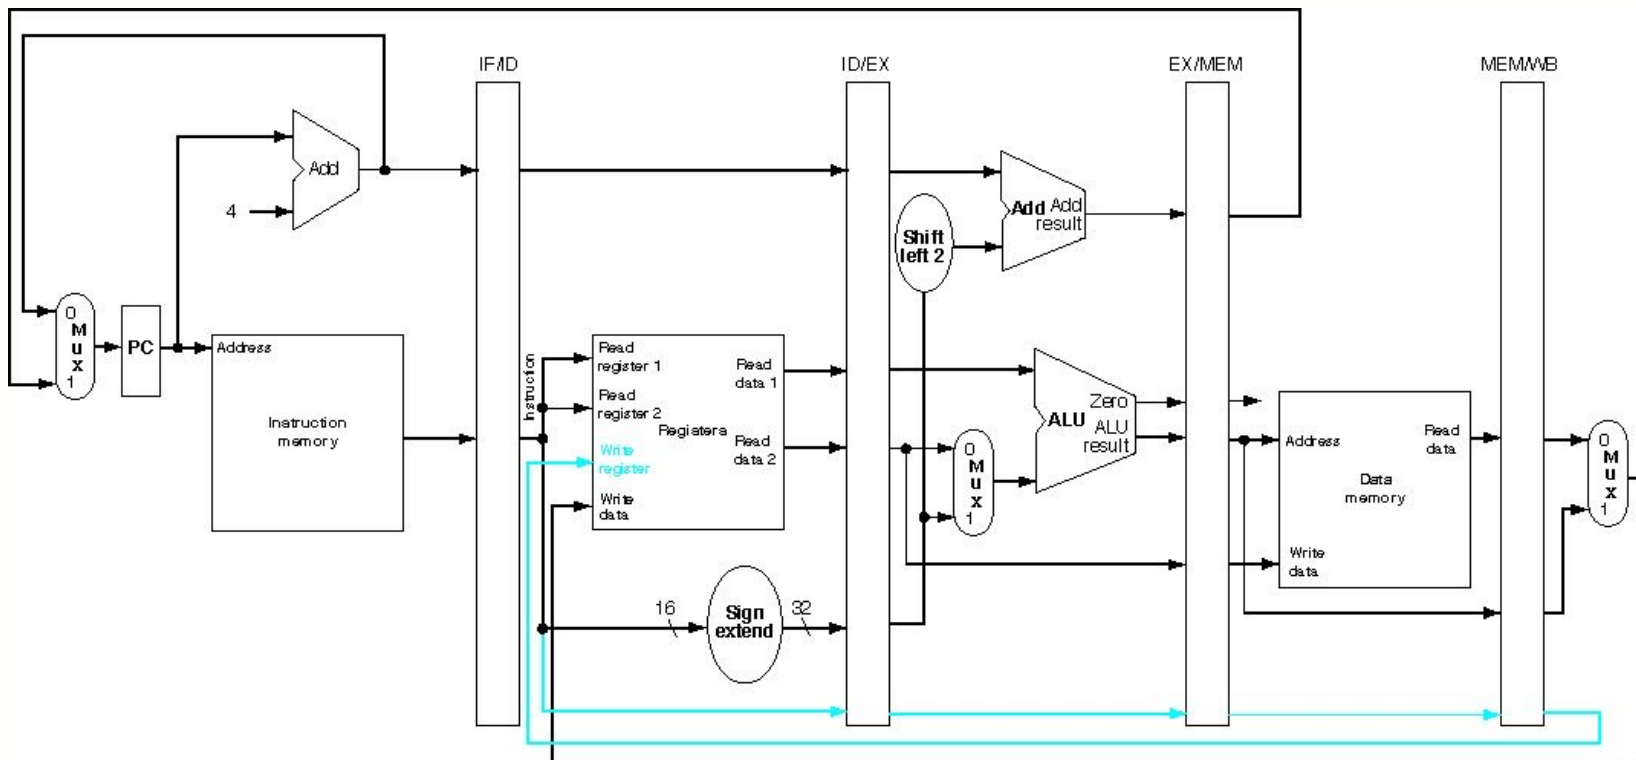 IF/ID
ID/EX
EX/MEM
MEM/WB
Add
4
Add Add
result
Shift
left 2
0
M
u
x
1
PC
Address
Instruction
memory
Instruction
Read
register 1
Read
register 2
Write
register
Write
data
Registers
Read
data 1
Read
data 2
16
Sign
extend
32
0
M
u
x
1
Zero
ALU
ALU
result
Address
Read
data
Data
memory
Write
data
0
M
u
x
1